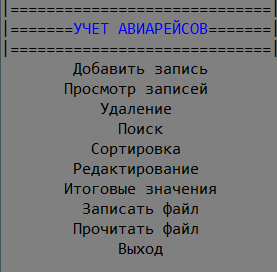 |=============================|
|=======УЧЕТ АВИАРЕЙСОВ=======|
|=============================|
Добавить запись
Просмотр записей
Удаление
Поиск
Сортировка
Редактирование
Итоговые значения
Записать файл
Прочитать файл
Выход